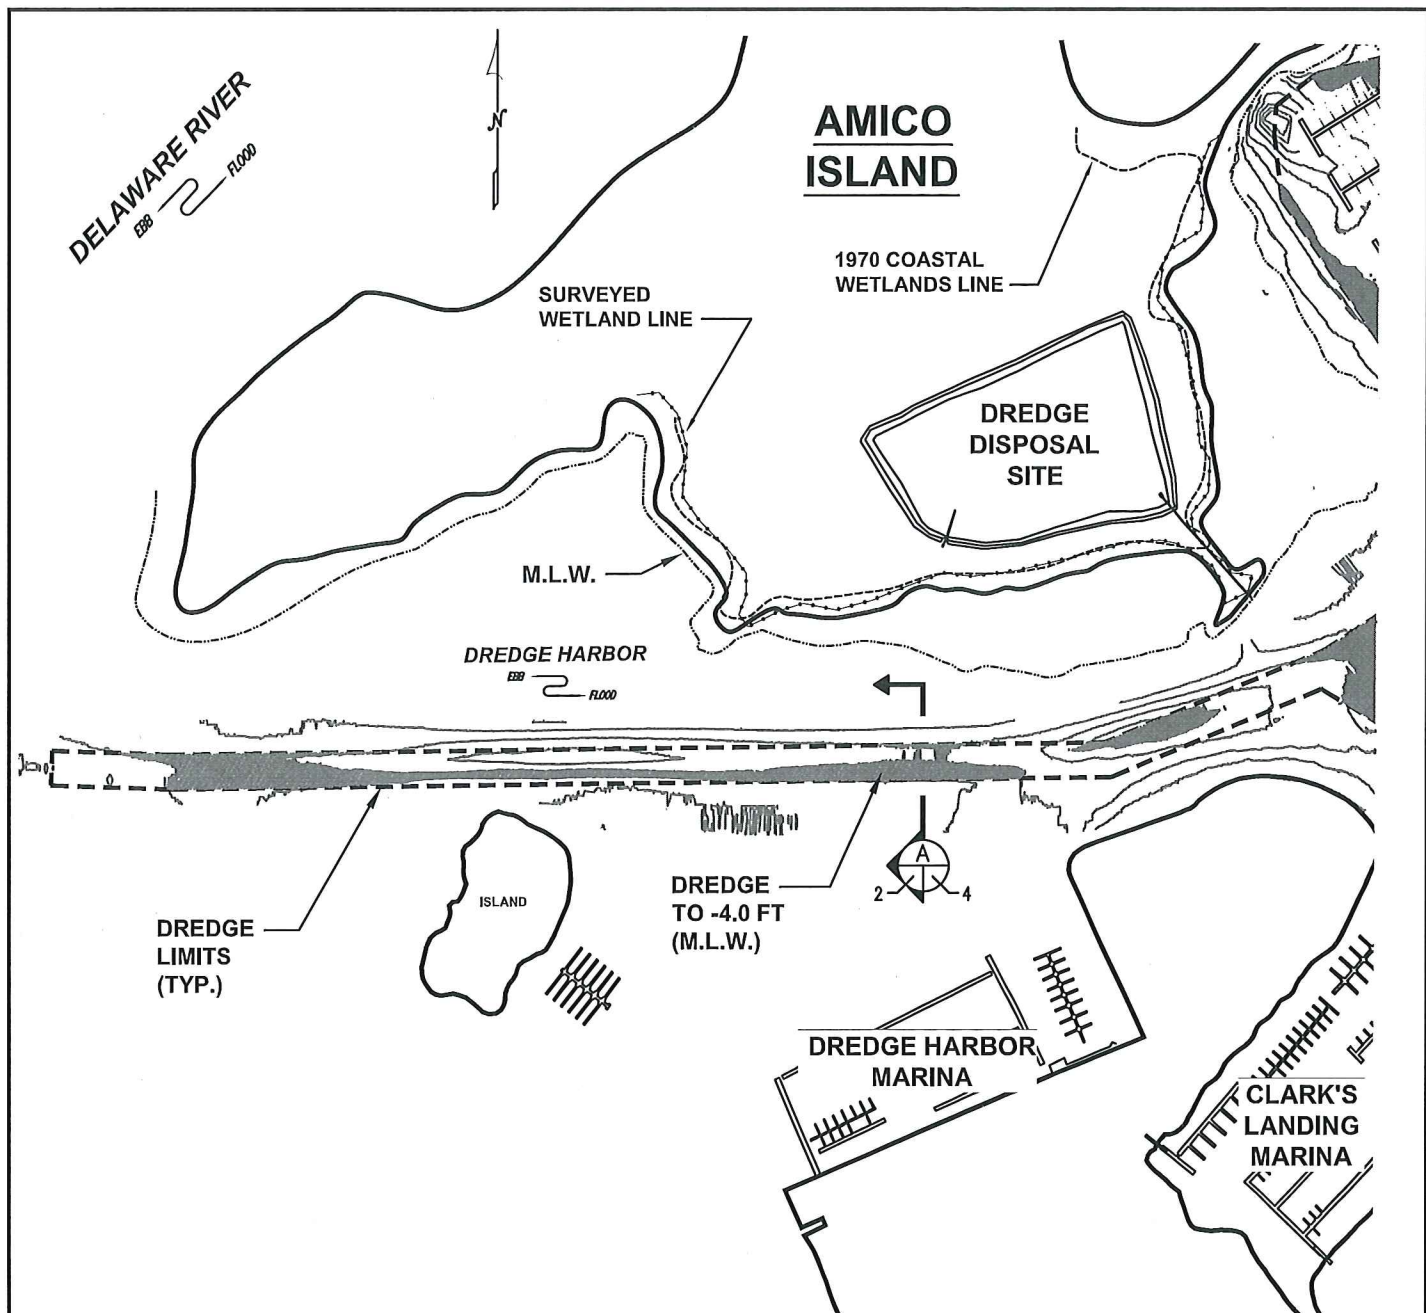 DELAWARE RIVER
EBB
FLOOD
N
AMICO
ISLAND
1970 COASTAL
WETLANDS LINE
SURVEYED
WETLAND LINE
DREDGE
DISPOSAL
SITE
M.L.W.
DREDGE HARBOR
EBB
FLOOD
A
2
4
DREDGE
TO -4.0 FT
(M.L.W.)
ISLAND
DREDGE
LIMITS
(TYP.)
DREDGE HARBOR
MARINA
CLARK'S
LANDING
MARINA